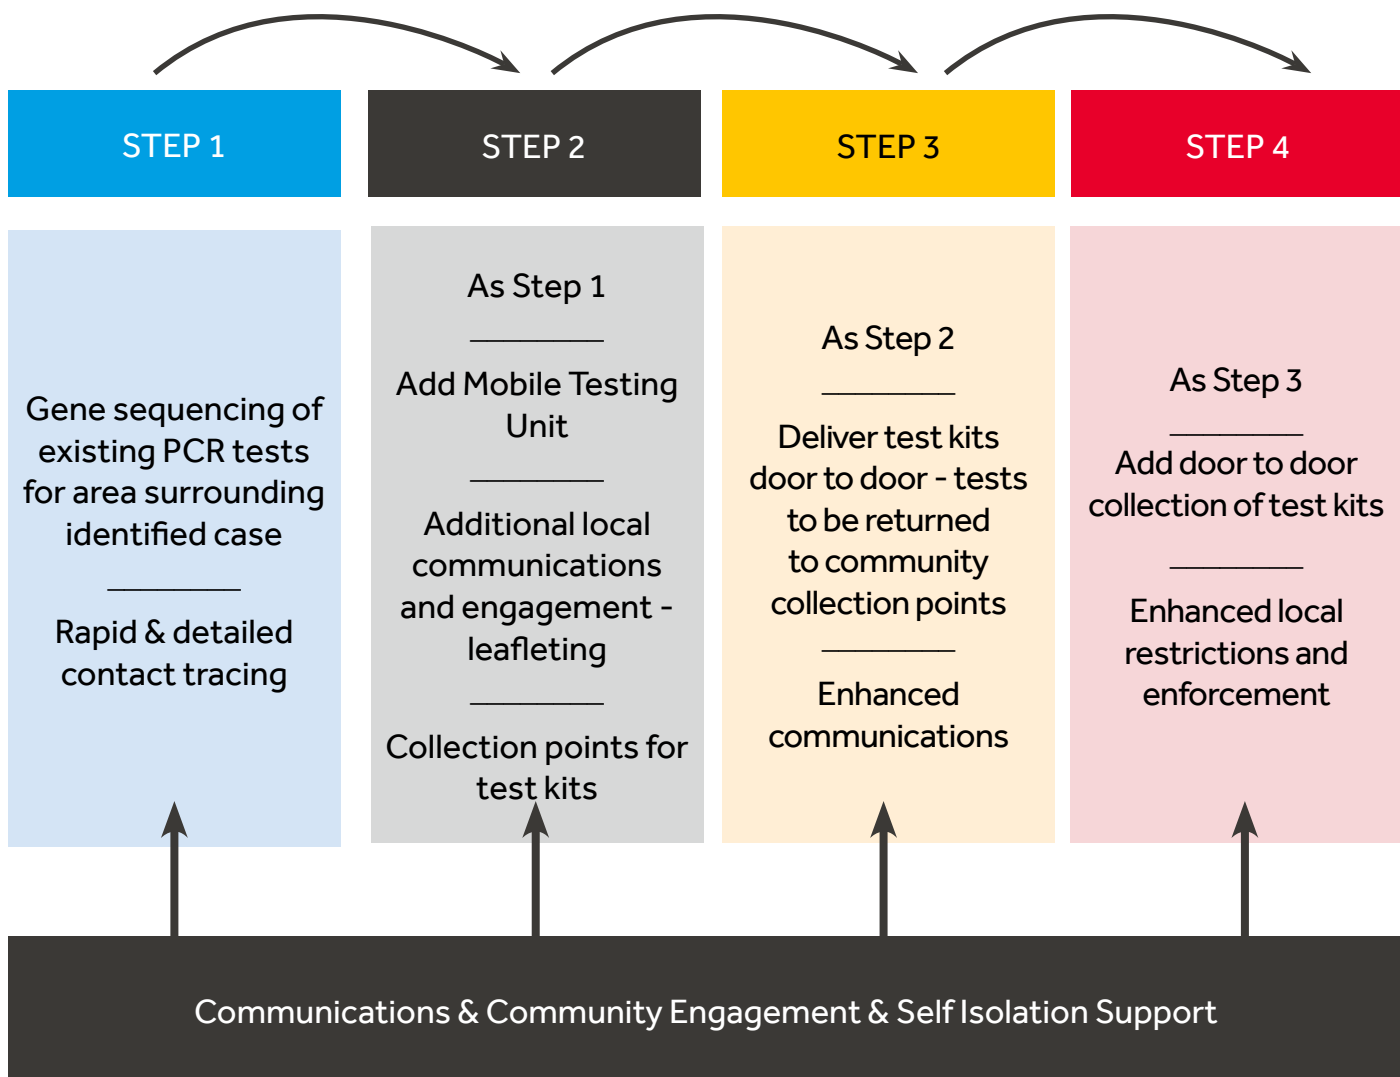 STEP 1
STEP 2
STEP 3
STEP 4
Gene sequencing of
existing PCR tests
for area surrounding
identified case
Rapid & detailed
contact tracing
As Step 1
Add Mobile Testing
Unit
Additional local
communications
and engagement -
leafleting
Collection points for
test kits
As Step 2
Deliver test kits
door to door - tests
to be returned
to community
collection points
Enhanced
communications
As Step 3
Add door to door
collection of test kits
Enhanced local
restrictions and
enforcement
Communications & Community Engagement & Self Isolation Support